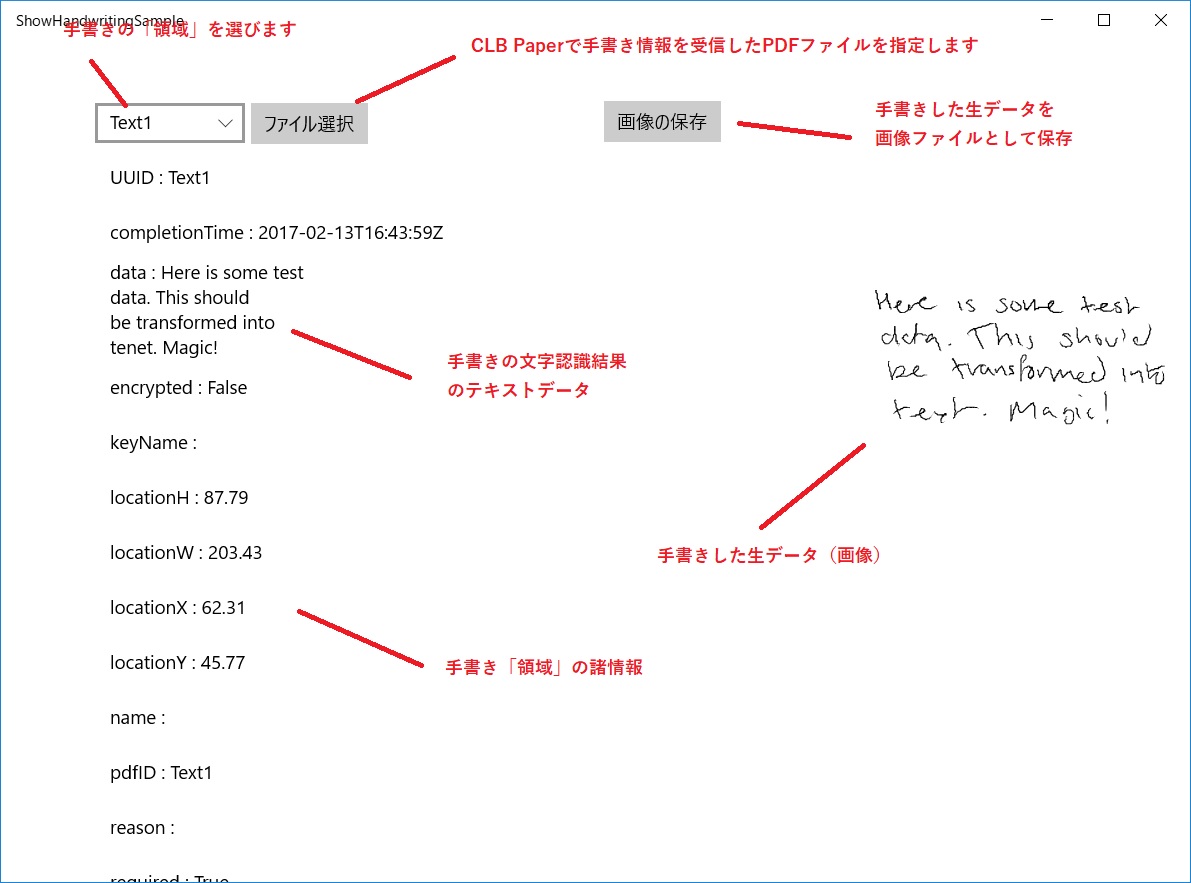 ShowHandwritingSample
手書きの「領域」を選びます
CLB Paperで手書き情報を受信したPDFファイルを指定します
Text1
ファイル選択
画像の保存
手書きした生データを
画像ファイルとして保存
UUID : Text1
completionTime : 2017-02-13T16:43:59Z
data : Here is some test
data. This should
be transformed into
tenet. Magic!
手書きの文字認識結果
のテキストデータ
Here is some test
data. This should
be transformed into
text. Magic!
encrypted : False
keyName :
locationH : 87.79
locationW : 203.43
手書きした生データ（画像）
locationX : 62.31
locationY : 45.77
手書き「領域」の諸情報
name :
pdfID : Text1
reason :
required : True